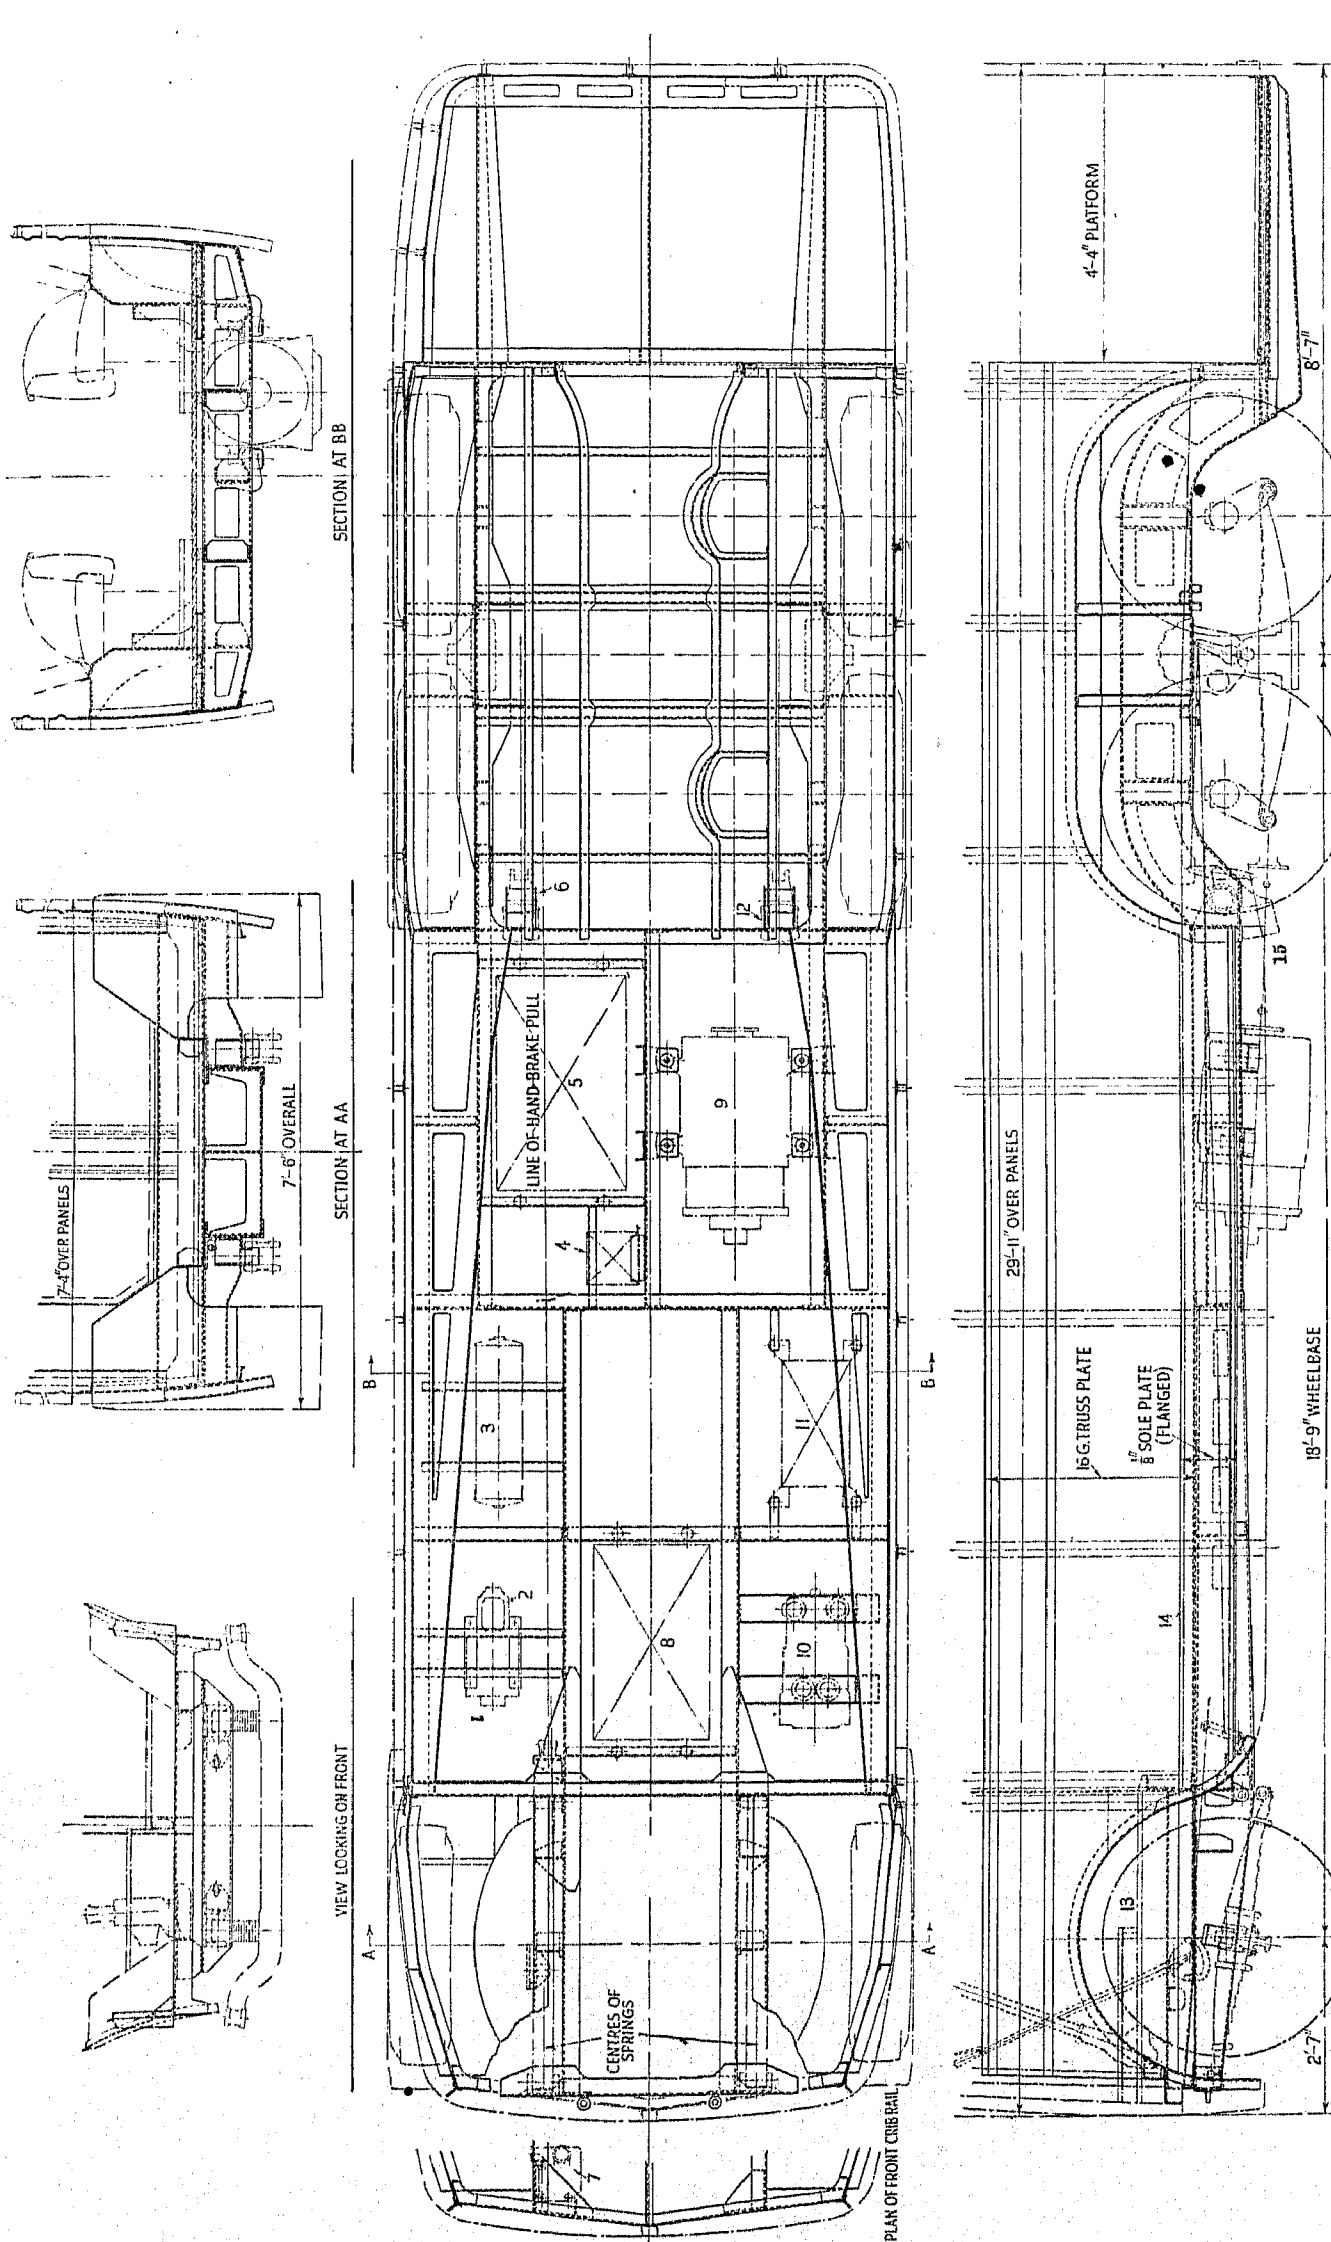 SECTION AT BB
11
7'-4" OVER PANELS
7'-6" OVERALL
SECTION AT AA
VIEW LOOKING ON FRONT
6
12
LINE OF HAND BRAKE PULL
5
9
4
B
B
3
11
2
1
8
10
A
A
CENTRES OF
SPRINGS
7
PLAN OF FRONT CRIB RAIL
4'-4" PLATFORM
8'-7"
15
29'-11" OVER PANELS
16G. TRUSS PLATE
1/8" SOLE PLATE
(FLANGED)
18'-9" WHEELBASE
14
13
2'-7"